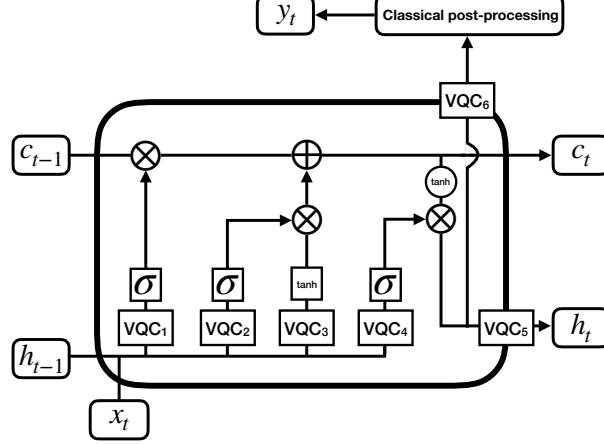 y_t Classical post-processing
VQC₆
c_{t-1} c_t
tanh
σ σ tanh σ
VQC₁ VQC₂ VQC₃ VQC₄ VQC₅ h_t
h_{t-1}
x_t